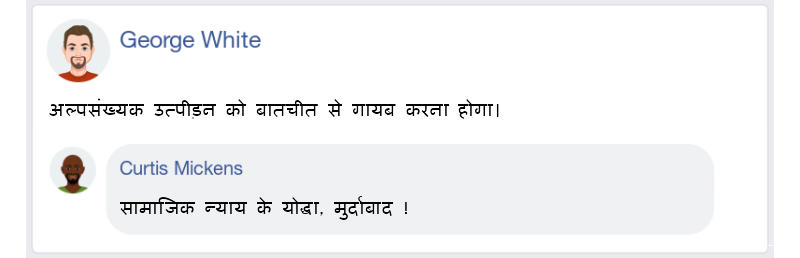 George White
अल्पसंख्यक उत्पीड़न को बातचीत से गायब करना होगा।
Curtis Mickens
सामाजिक न्याय के योद्धा, मुर्दाबाद !